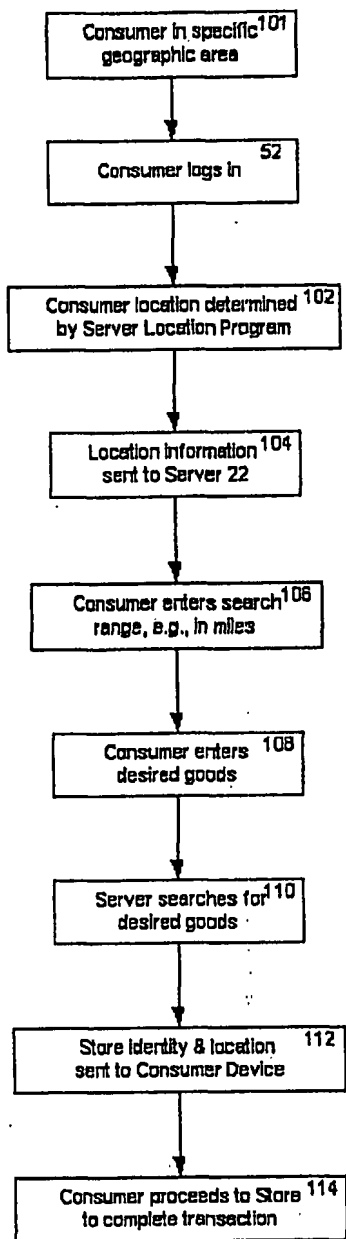 Consumer in specific 101
geographic area
52
Consumer logs in
Consumer location determined 102
by Server Location Program
Location Information 104
sent to Server 22
Consumer enters search 106
range, e.g., in miles
Consumer enters 108
desired goods
Server searches for 110
desired goods
Store identity & location 112
sent to Consumer Device
Consumer proceeds to Store 114
to complete transaction